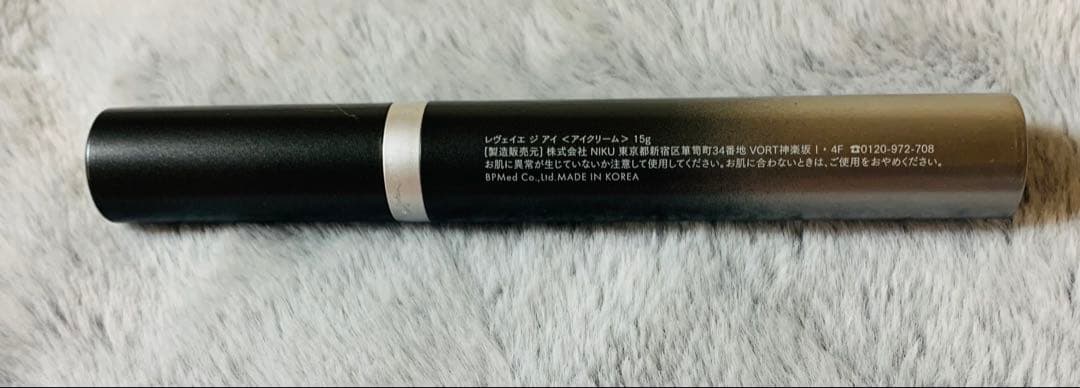 レヴェイエ ジ アイ ＜アイクリーム＞ 15g
[製造販売元] 株式会社 NIKU 東京都新宿区箪笥町34番地 VORT神楽坂Ⅰ・4F ☎0120-972-708
お肌に異常が生じていないか注意して使用してください。お肌に合わないときは、ご使用をおやめください。
BPMed Co.,Ltd.MADE IN KOREA